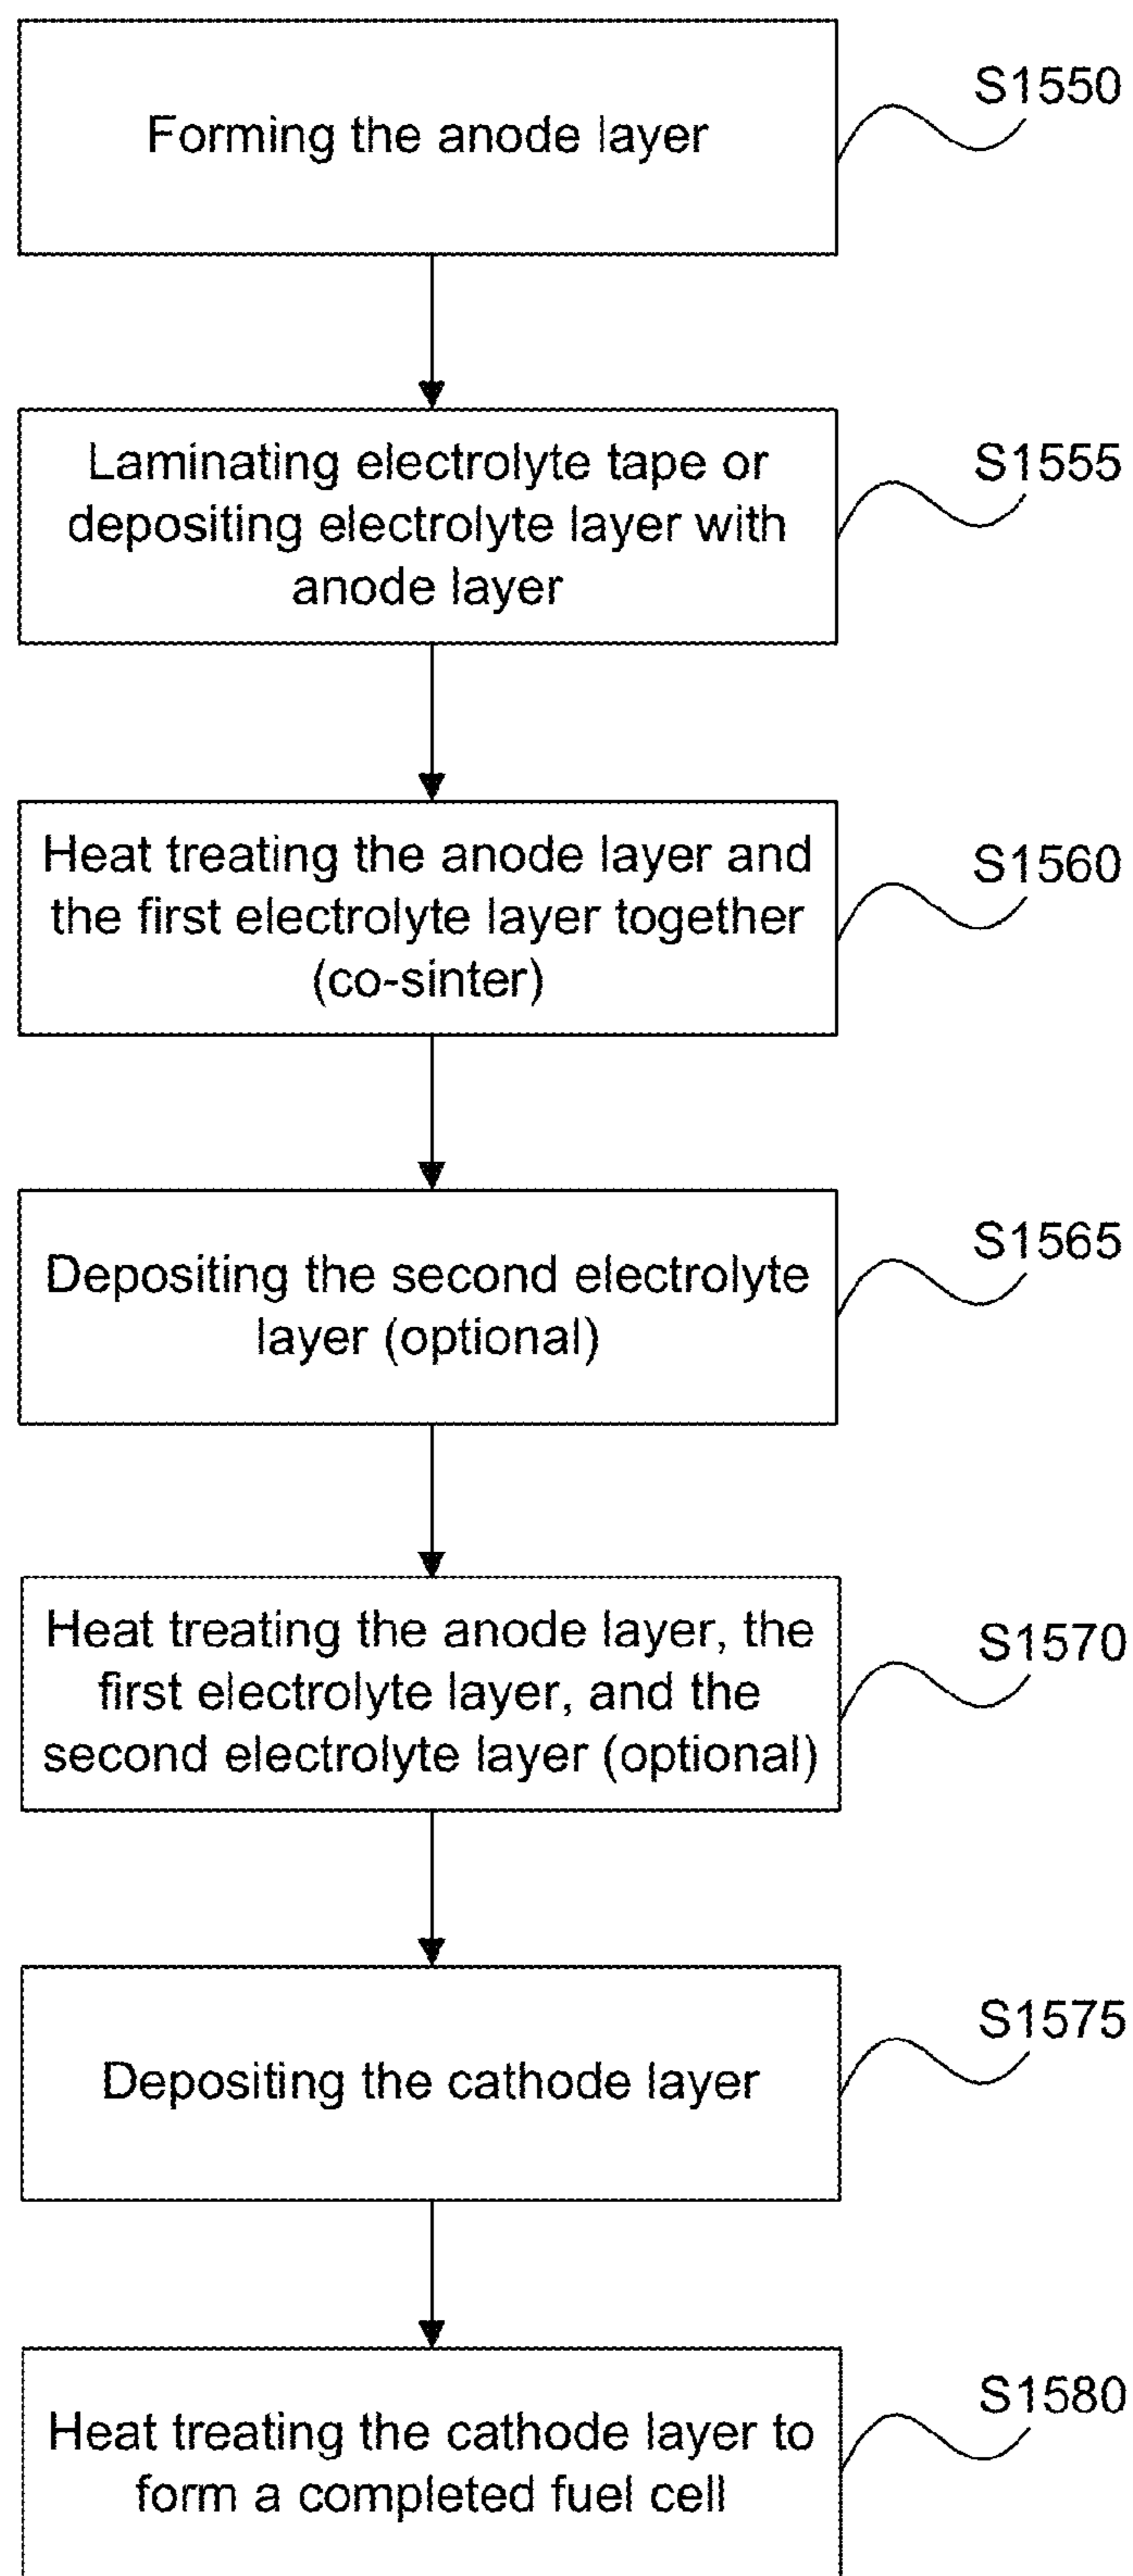 Forming the anode layer
S1550
Laminating electrolyte tape or
depositing electrolyte layer with
anode layer
S1555
Heat treating the anode layer and
the first electrolyte layer together
(co-sinter)
S1560
Depositing the second electrolyte
layer (optional)
S1565
Heat treating the anode layer, the
first electrolyte layer, and the
second electrolyte layer (optional)
S1570
Depositing the cathode layer
S1575
Heat treating the cathode layer to
form a completed fuel cell
S1580